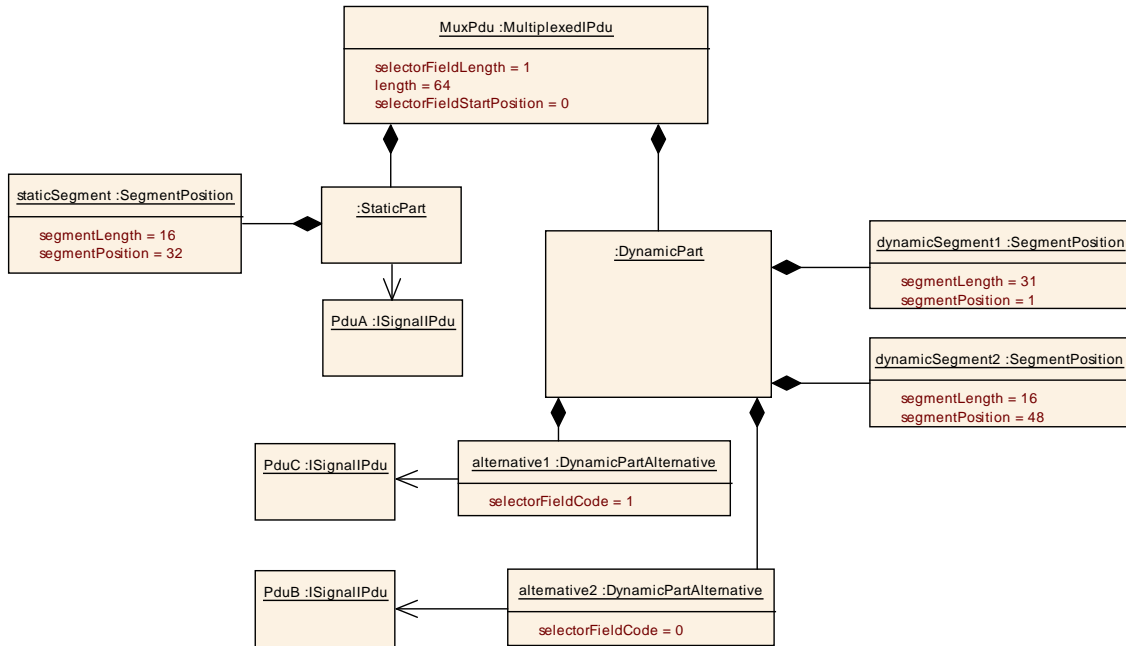 MuxPdu :MultiplexedIPdu
selectorFieldLength = 1
length = 64
selectorFieldStartPosition = 0
staticSegment :SegmentPosition
segmentLength = 16
segmentPosition = 32
:StaticPart
PduA :ISignalIPdu
:DynamicPart
dynamicSegment1 :SegmentPosition
segmentLength = 31
segmentPosition = 1
dynamicSegment2 :SegmentPosition
segmentLength = 16
segmentPosition = 48
PduC :ISignalIPdu
alternative1 :DynamicPartAlternative
selectorFieldCode = 1
PduB :ISignalIPdu
alternative2 :DynamicPartAlternative
selectorFieldCode = 0